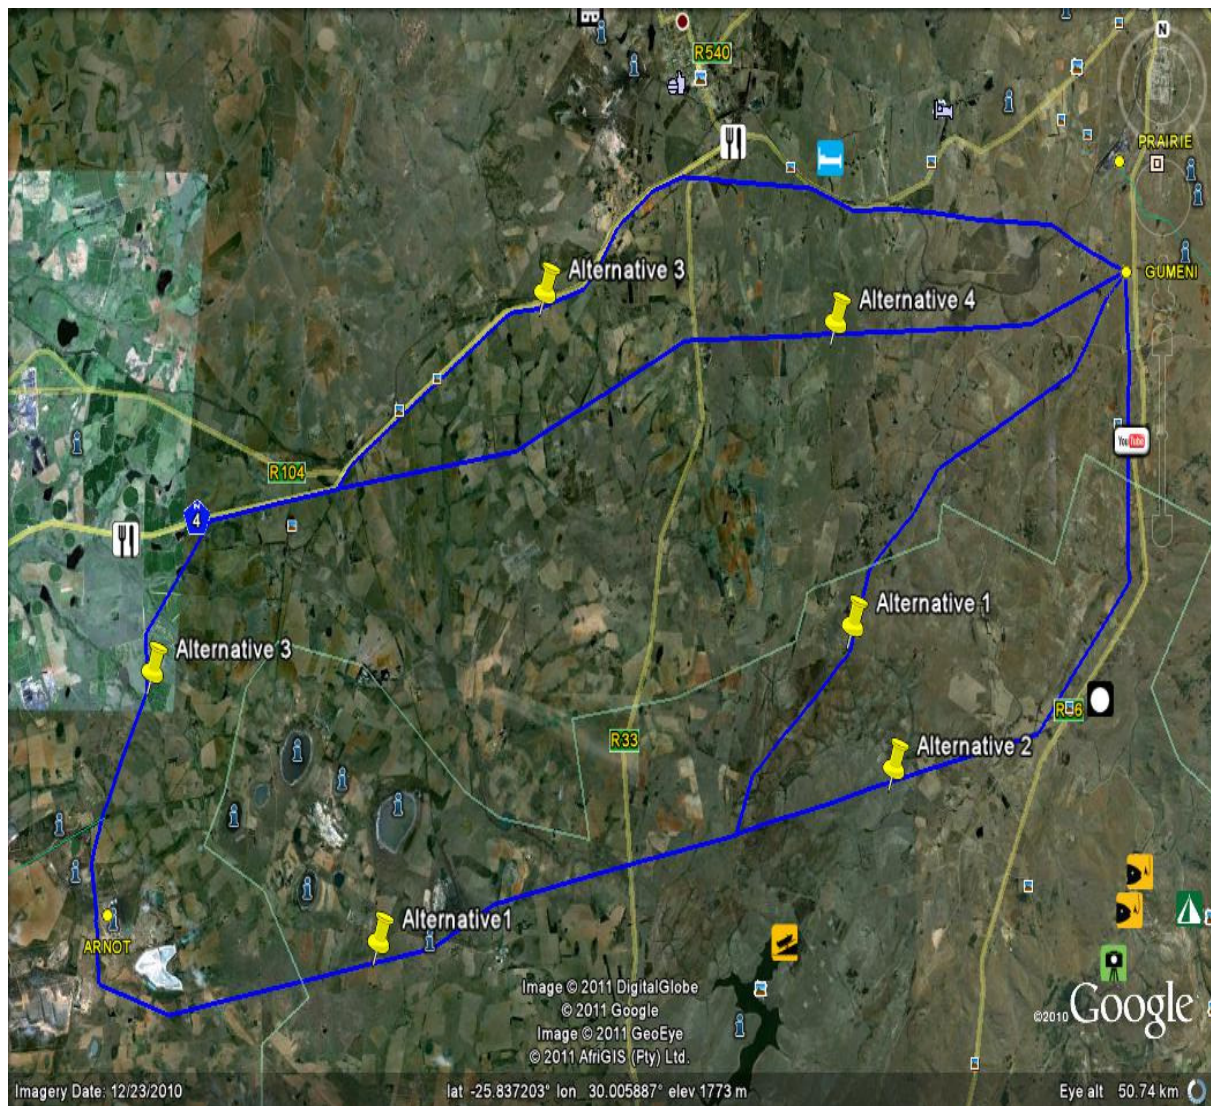 R540
N
PRAIRIE
Alternative 3
GUMENI
Alternative 4
You Tube
R104
N
4
Alternative 1
Alternative 3
R33
Alternative 2
Alternative1
ARNOT
Image © 2011 DigitalGlobe
© 2011 Google
Image © 2011 GeoEye
© 2011 AfriGIS (Pty) Ltd.
©2010 Google
Imagery Date: 12/23/2010 lat -25.837203° lon 30.005887° elev 1773 m Eye alt 50.74 km